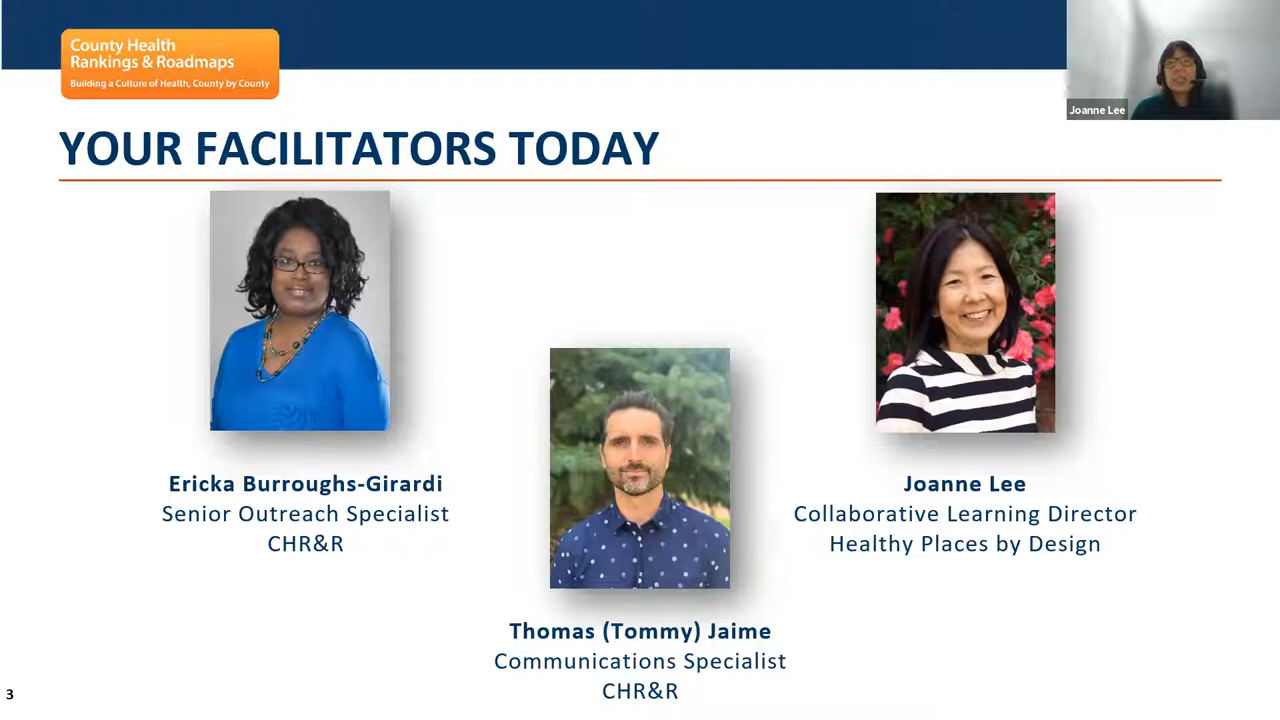 County Health
Rankings & Roadmaps
Building a Culture of Health, County by County
Joanne Lee
YOUR FACILITATORS TODAY
Ericka Burroughs-Girardi
Senior Outreach Specialist
CHR&R
Joanne Lee
Collaborative Learning Director
Healthy Places by Design
Thomas (Tommy) Jaime
Communications Specialist
CHR&R
3